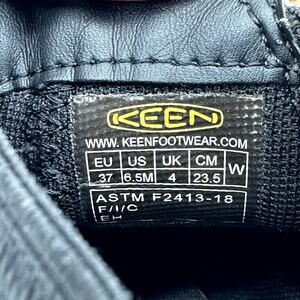 KEEN
WWW.KEENFOOTWEAR.COM
EU US UK CM W
37 6.5M 4 23.5
ASTM F2413-18
F/I/C
EH